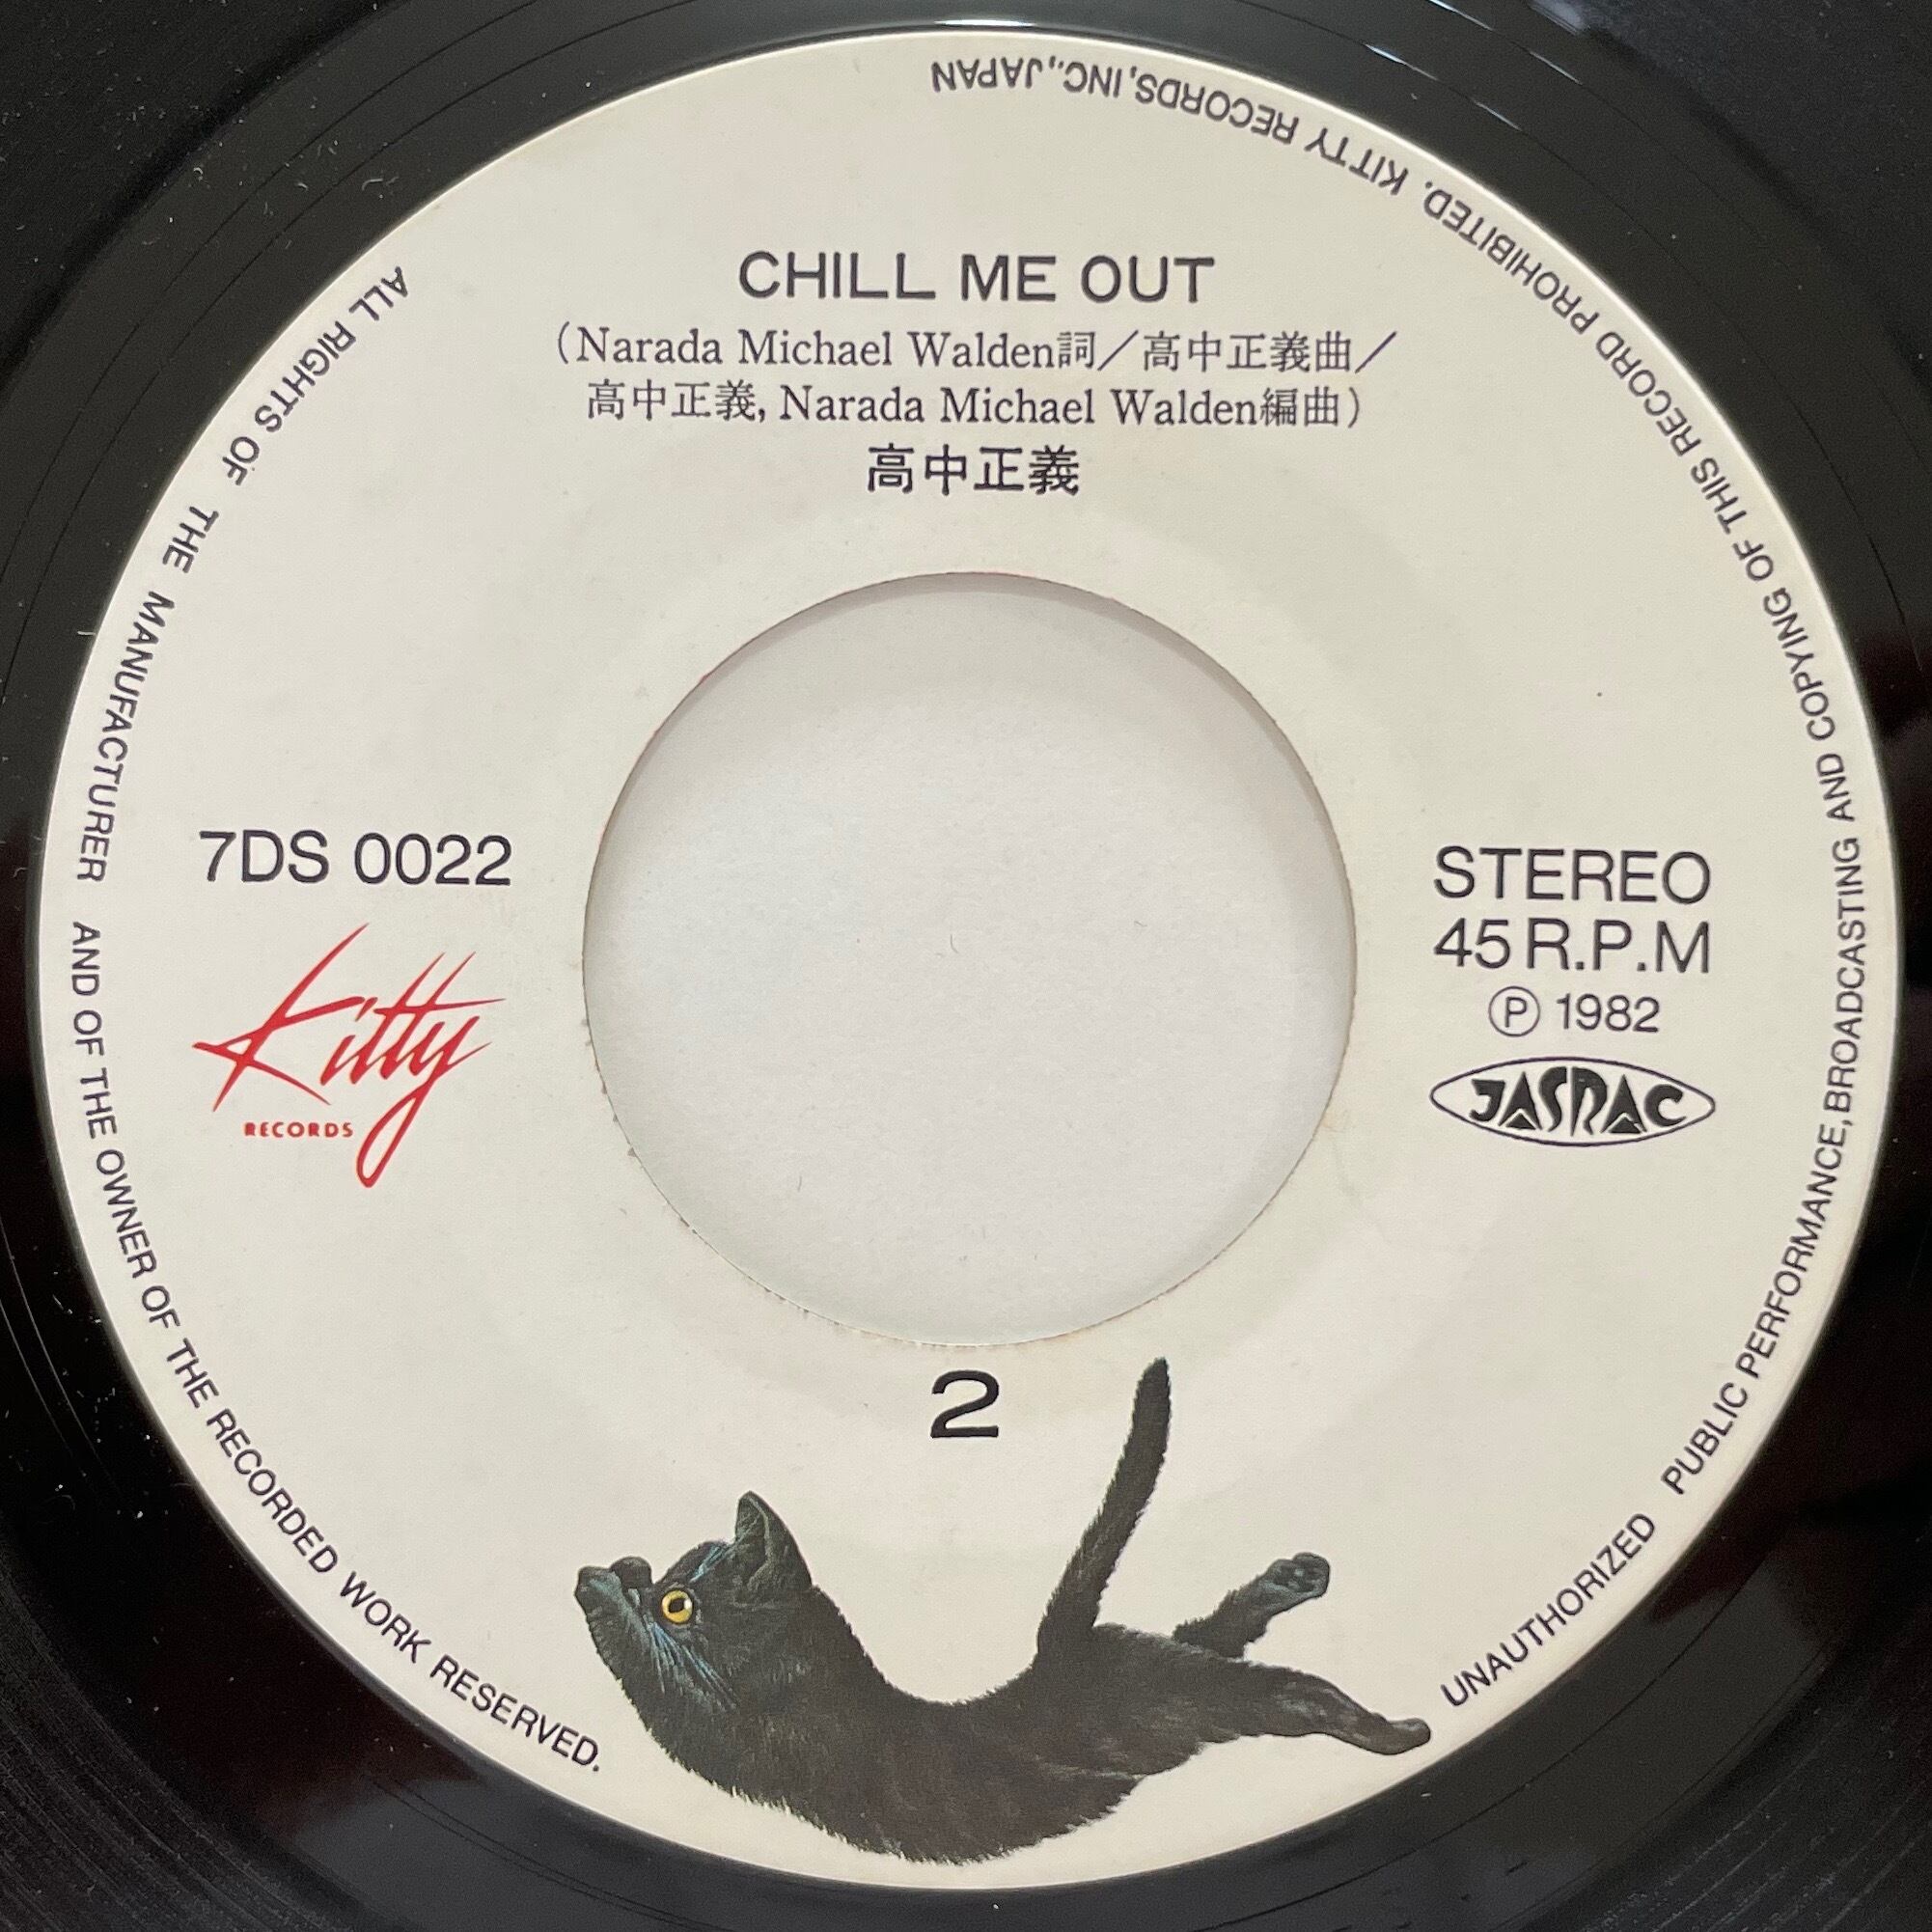 CHILL ME OUT
(Narada Michael Walden詞／高中正義曲／
高中正義, Narada Michael Walden編曲)
高中正義
7DS 0022
Kitty
RECORDS
STEREO
45 R.P.M
Ⓟ 1982
JASRAC
2
ALL RIGHTS OF THE MANUFACTURER AND OF THE OWNER OF THE RECORDED WORK RESERVED.
UNAUTHORIZED PUBLIC PERFORMANCE, BROADCASTING AND COPYING OF THIS RECORD PROHIBITED. KITTY RECORDS, INC., JAPAN